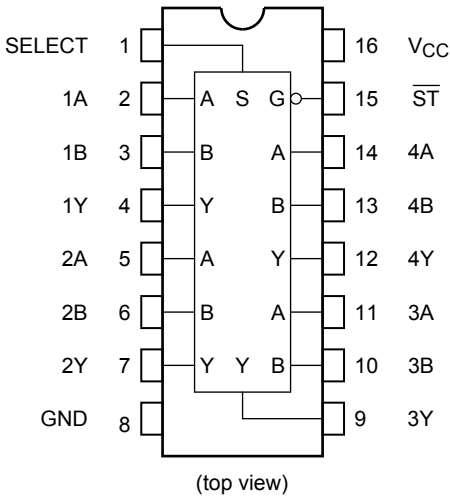 SELECT 1 16 VCC
1A 2 A S G 15 ST
1B 3 B A 14 4A
1Y 4 Y B 13 4B
2A 5 A Y 12 4Y
2B 6 B A 11 3A
2Y 7 Y Y B 10 3B
GND 8 9 3Y
(top view)